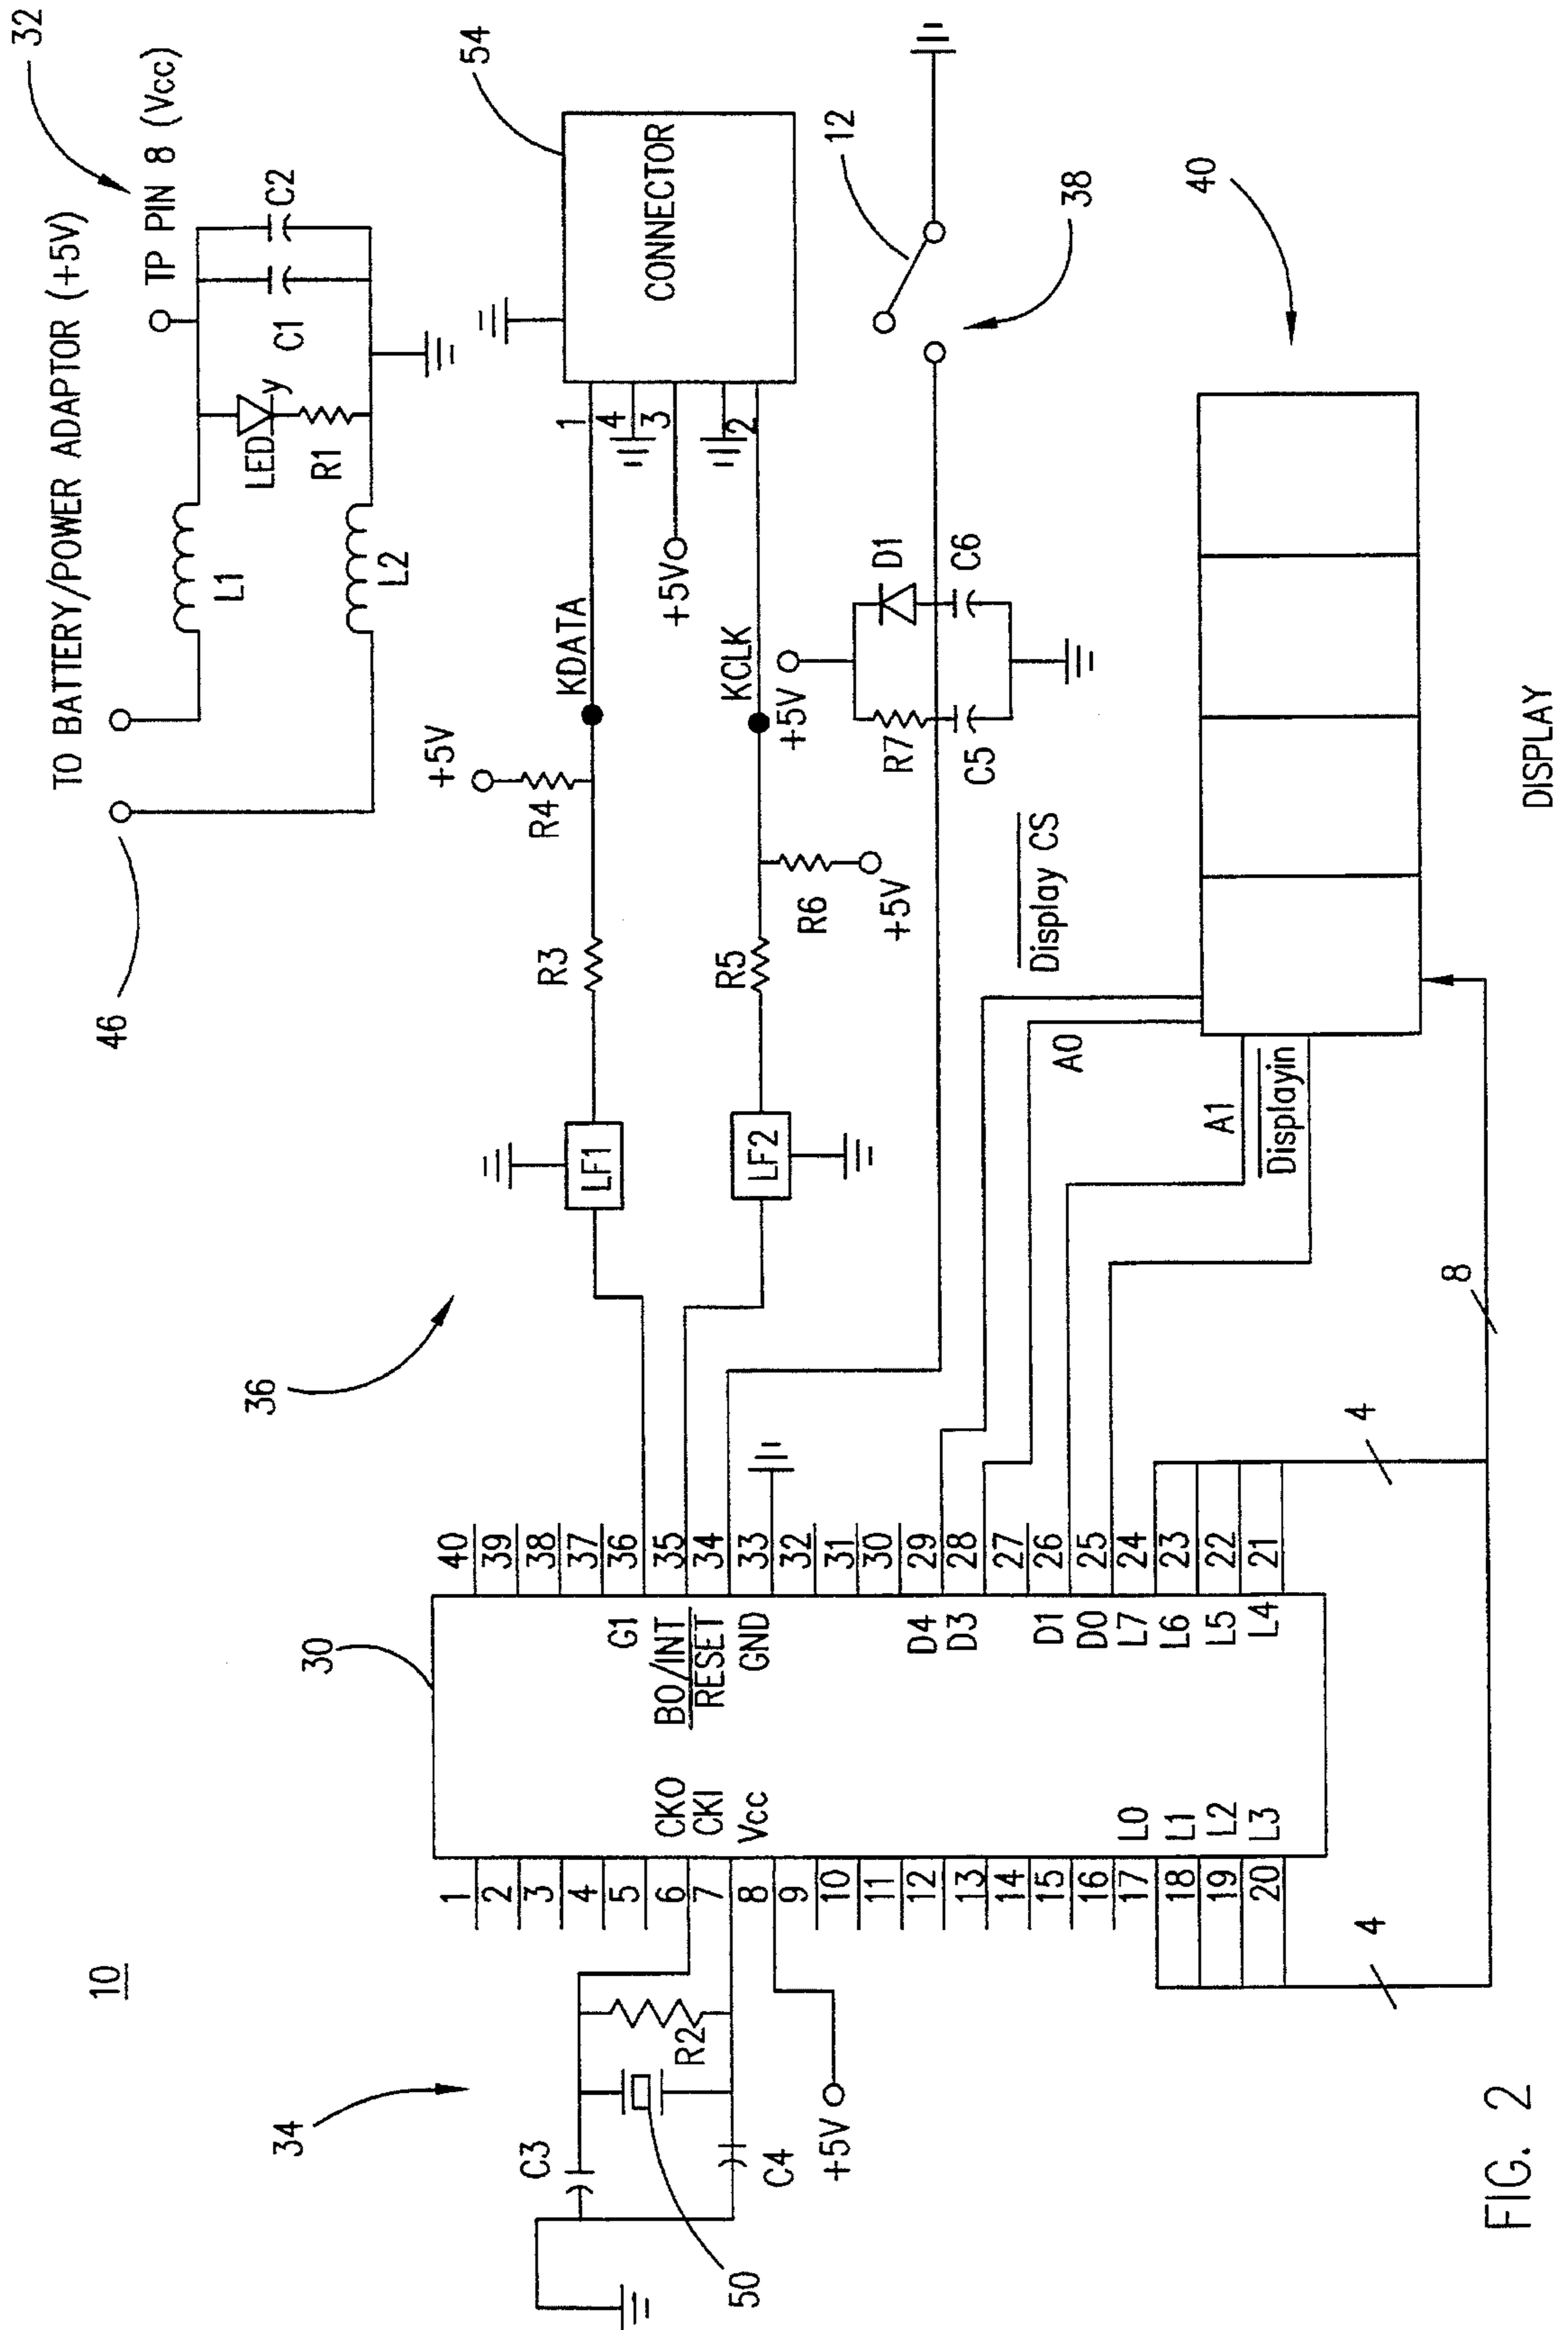 10
32
TO BATTERY/POWER ADAPTOR (+5V)
TP PIN 8 (Vcc)
46
L1
L2
LED
y
R1
C1
C2
54
CONNECTOR
1
4
3
2
+5V
KDATA
KCLK
+5V
R4
R3
LF1
R5
R6
+5V
LF2
36
12
38
+5V
R7
D1
C5
C6
34
C3
C4
R2
50
+5V
30
1
2
3
4
5
6
7
8
9
10
11
12
13
14
15
16
17
18
19
20
CKO
CKI
Vcc
L0
L1
L2
L3
G1
BO/INT
RESET
GND
D4
D3
D1
D0
L7
L6
L5
L4
40
39
38
37
36
35
34
33
32
31
30
29
28
27
26
25
24
23
22
21
Display CS
A0
A1
Displayin
40
4
4
8
DISPLAY
FIG. 2